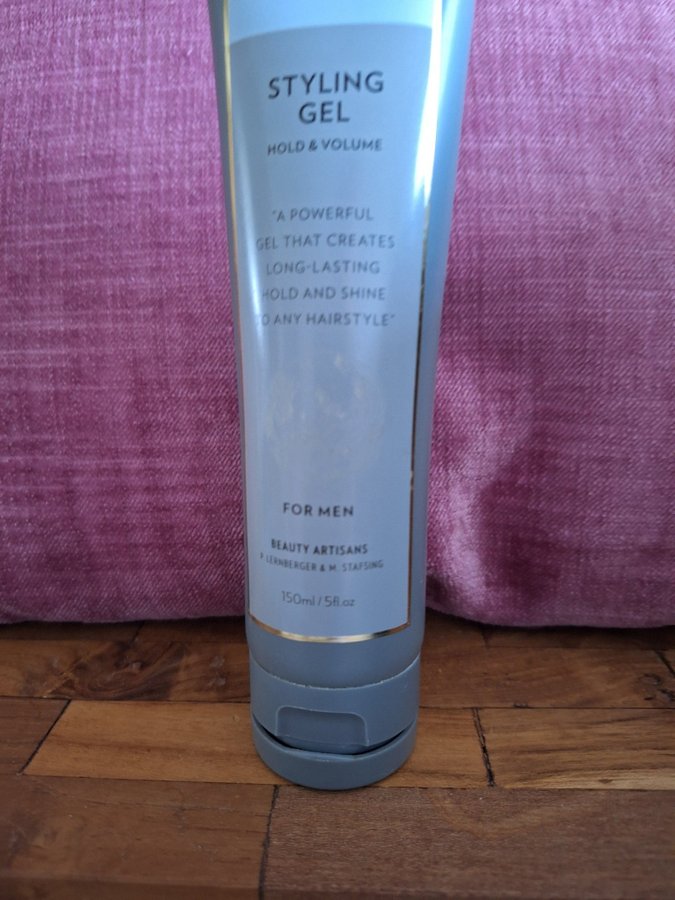 STYLING
GEL
HOLD & VOLUME
"A POWERFUL
GEL THAT CREATES
LONG-LASTING
HOLD AND SHINE
TO ANY HAIRSTYLE"
FOR MEN
BEAUTY ARTISANS
P. LERNBERGER & M. STAFSING
150ml / 5fl.oz